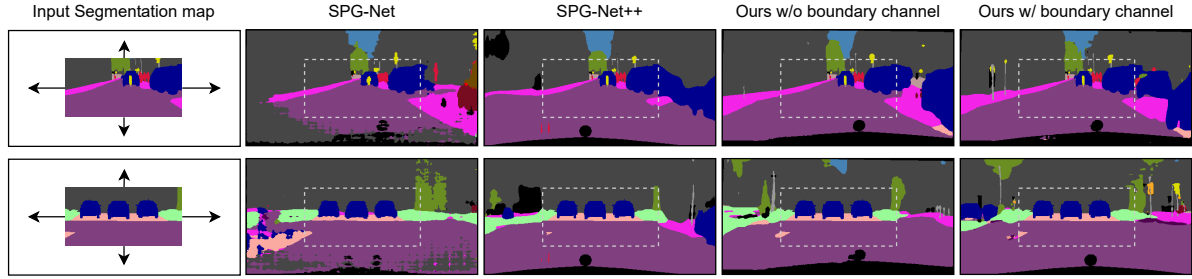 Input Segmentation map
SPG-Net
SPG-Net++
Ours w/o boundary channel
Ours w/ boundary channel